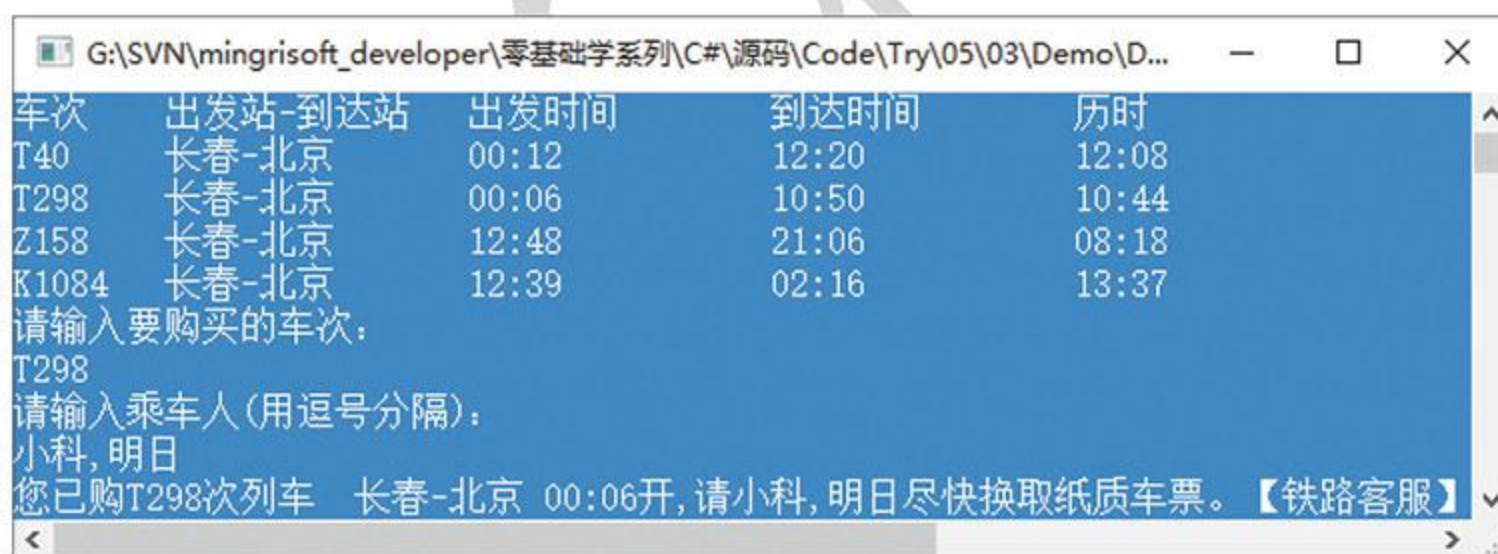 G:\SVN\mingrisoft_developer\零基础学系列\C#\源码\Code\Try\05\03\Demo\D...
车次 出发站-到达站 出发时间 到达时间 历时
T40 长春-北京 00:12 12:20 12:08
T298 长春-北京 00:06 10:50 10:44
Z158 长春-北京 12:48 21:06 08:18
K1084 长春-北京 12:39 02:16 13:37
请输入要购买的车次：
T298
请输入乘车人(用逗号分隔)：
小科,明日
您已购T298次列车 长春-北京 00:06开,请小科,明日尽快换取纸质车票。【铁路客服】